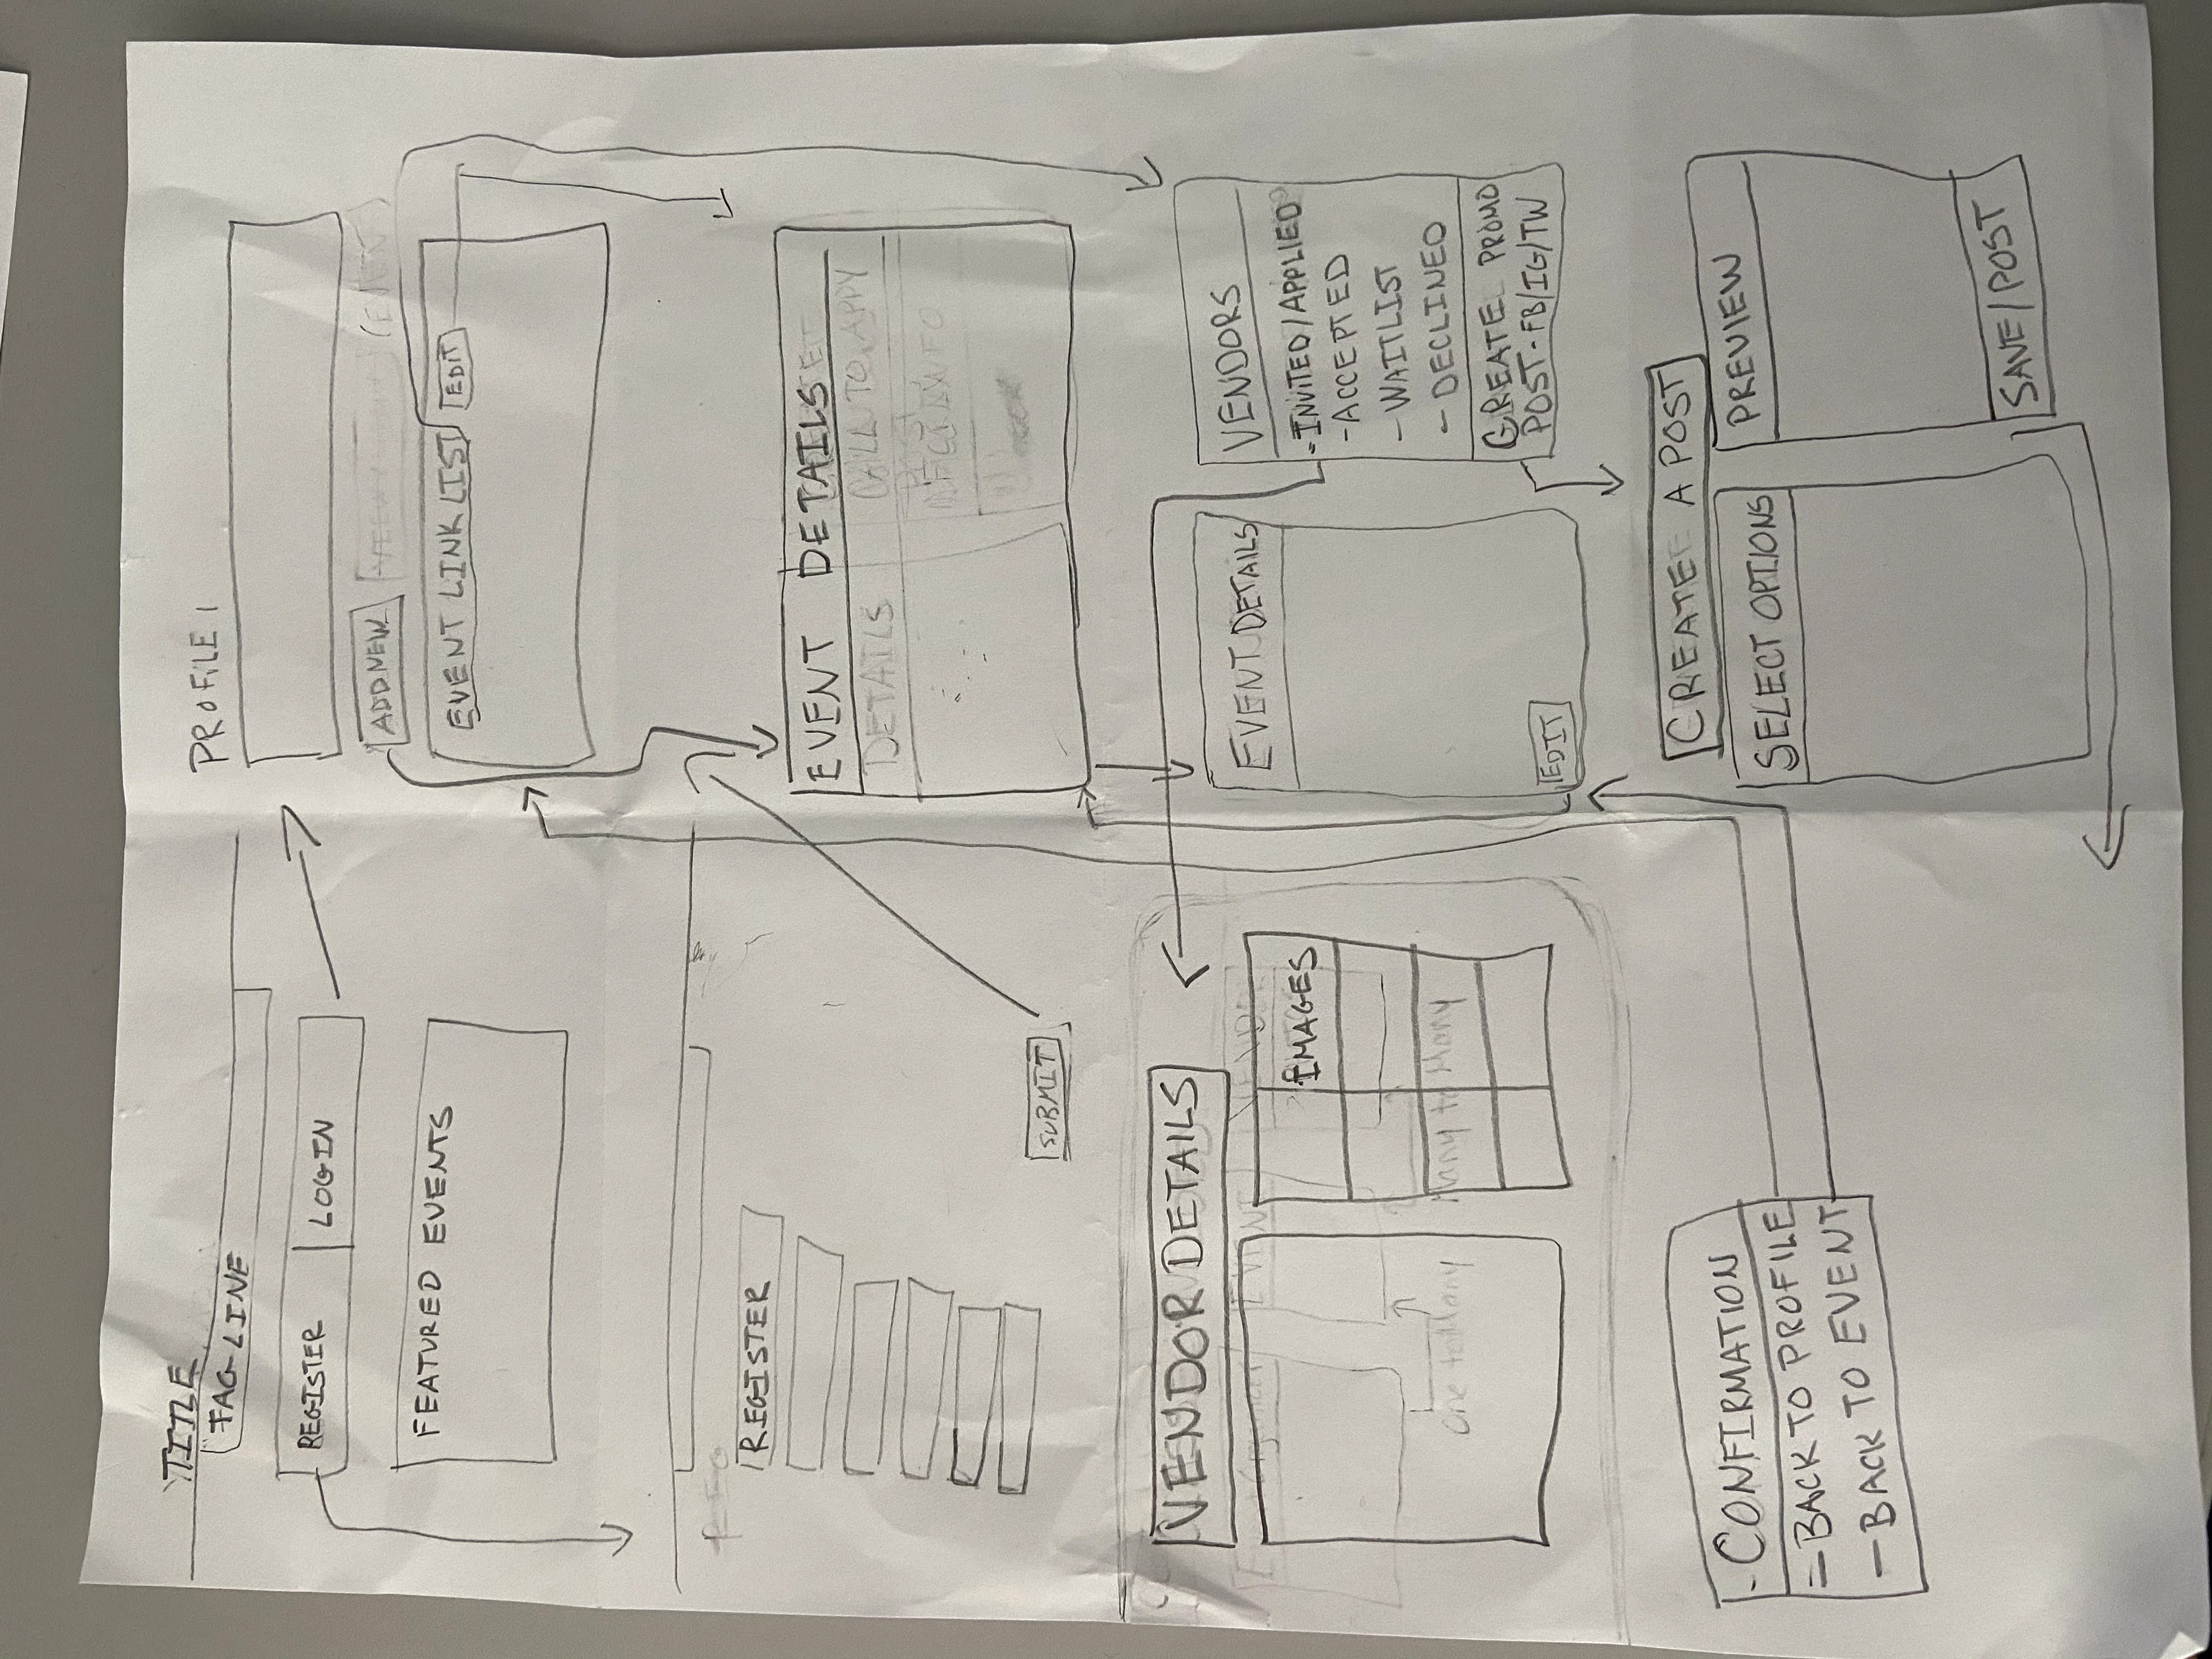 TITLE
TAG-LINE
REGISTER
LOGIN
FEATURED EVENTS
PROFILE 1
ADD NEW
(EVENT)
EVENT LINK LIST
EDIT
REGISTER
SUBMIT
EVENT DETAILS
DETAILS
CALL TO APPY
POST
VENDOR DETAILS
EVENT
IMAGES
One to Many
Many to Many
EVENT DETAILS
EDIT
VENDORS
- INVITED/APPLIED
- ACCEPTED
- WAITLIST
- DECLINED
CREATE PROMO
POST - FB/IG/TW
- CONFIRMATION
= BACK TO PROFILE
- BACK TO EVENT
CREATE A POST
SELECT OPTIONS
PREVIEW
SAVE/POST